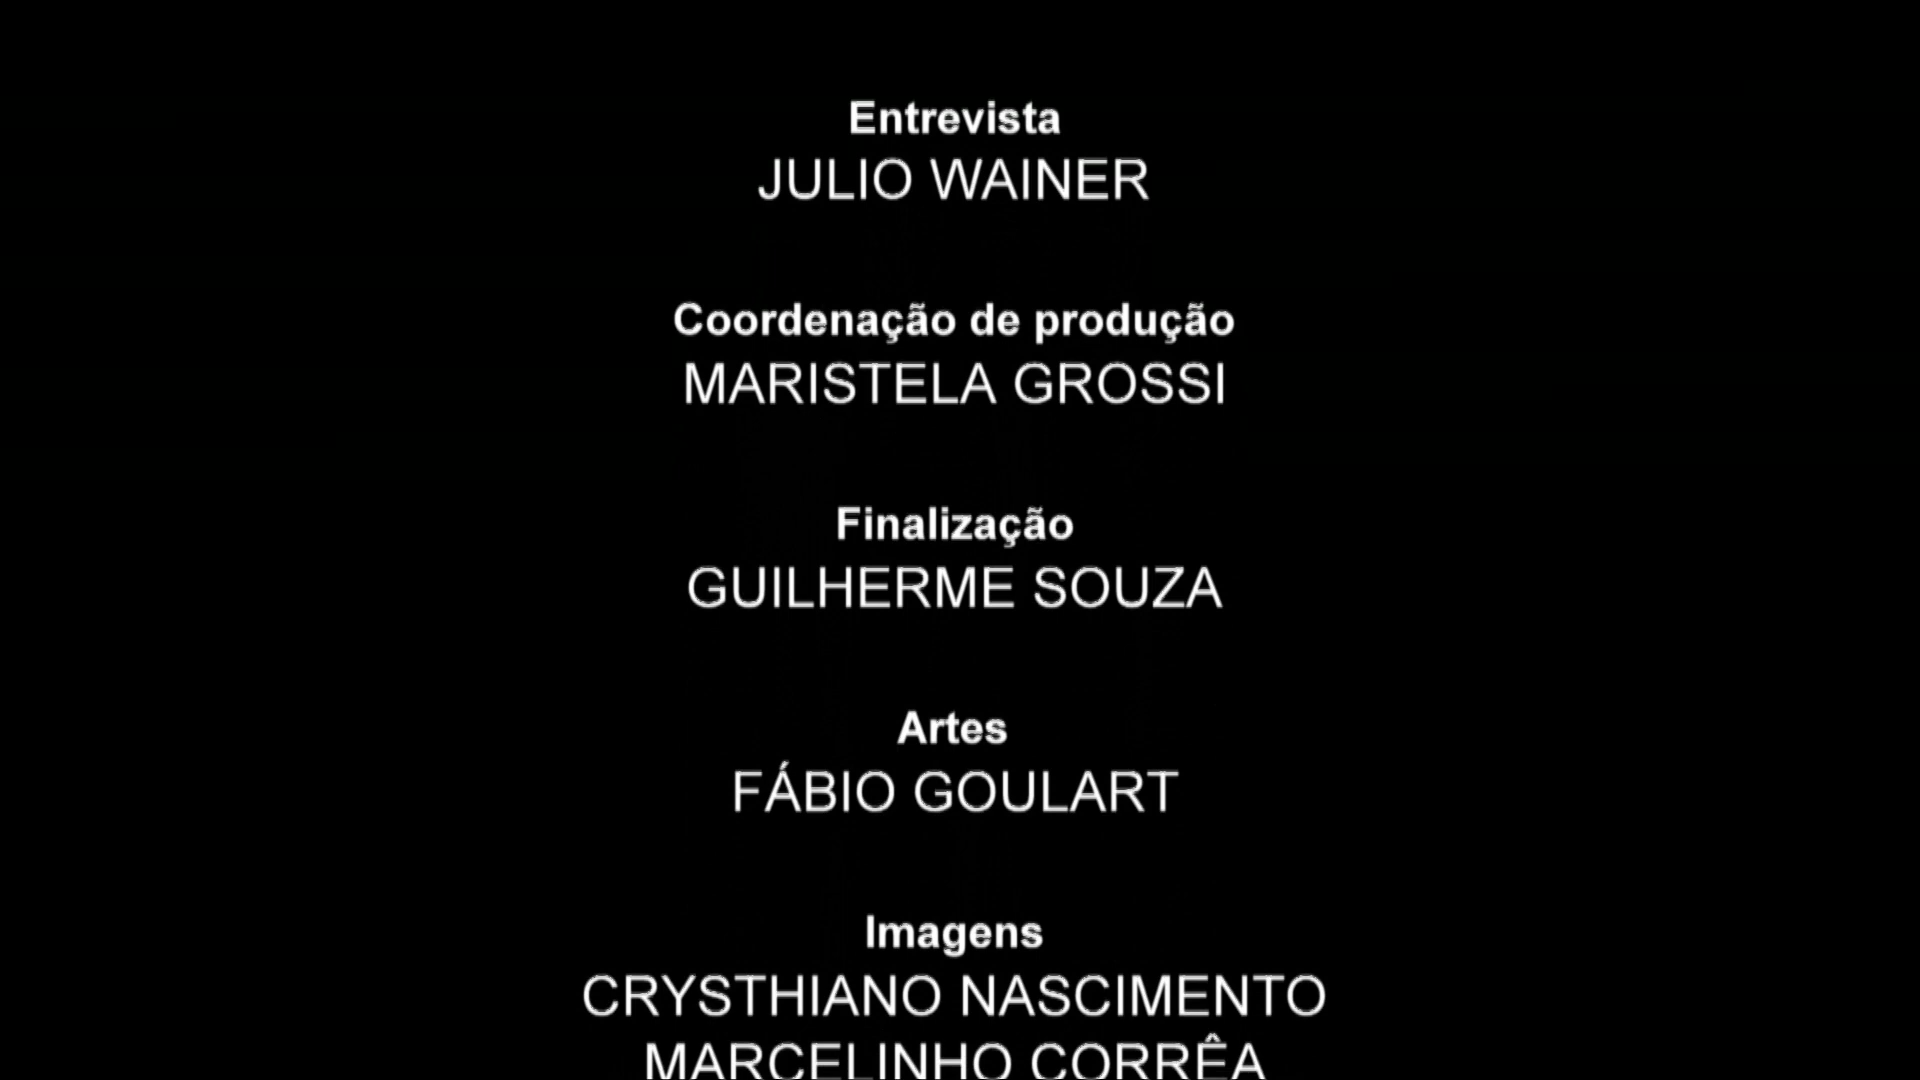 Entrevista
JULIO WAINER
Coordenação de produção
MARISTELA GROSSI
Finalização
GUILHERME SOUZA
Artes
FÁBIO GOULART
Imagens
CRYSTHIANO NASCIMENTO
MARCELINHO CORRÊA